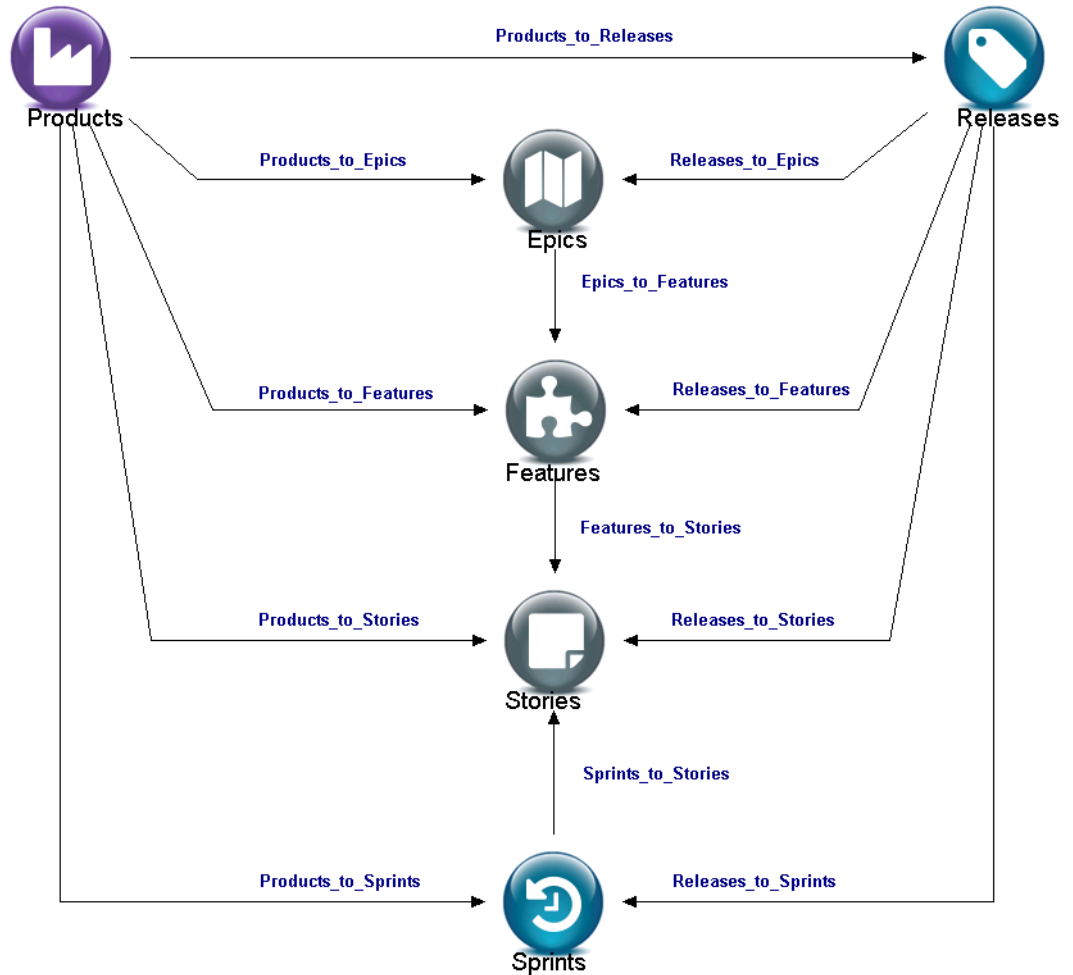 Products_to_Releases
Products
Releases
Products_to_Epics
Releases_to_Epics
Epics
Epics_to_Features
Products_to_Features
Releases_to_Features
Features
Features_to_Stories
Products_to_Stories
Releases_to_Stories
Stories
Sprints_to_Stories
Products_to_Sprints
Releases_to_Sprints
Sprints